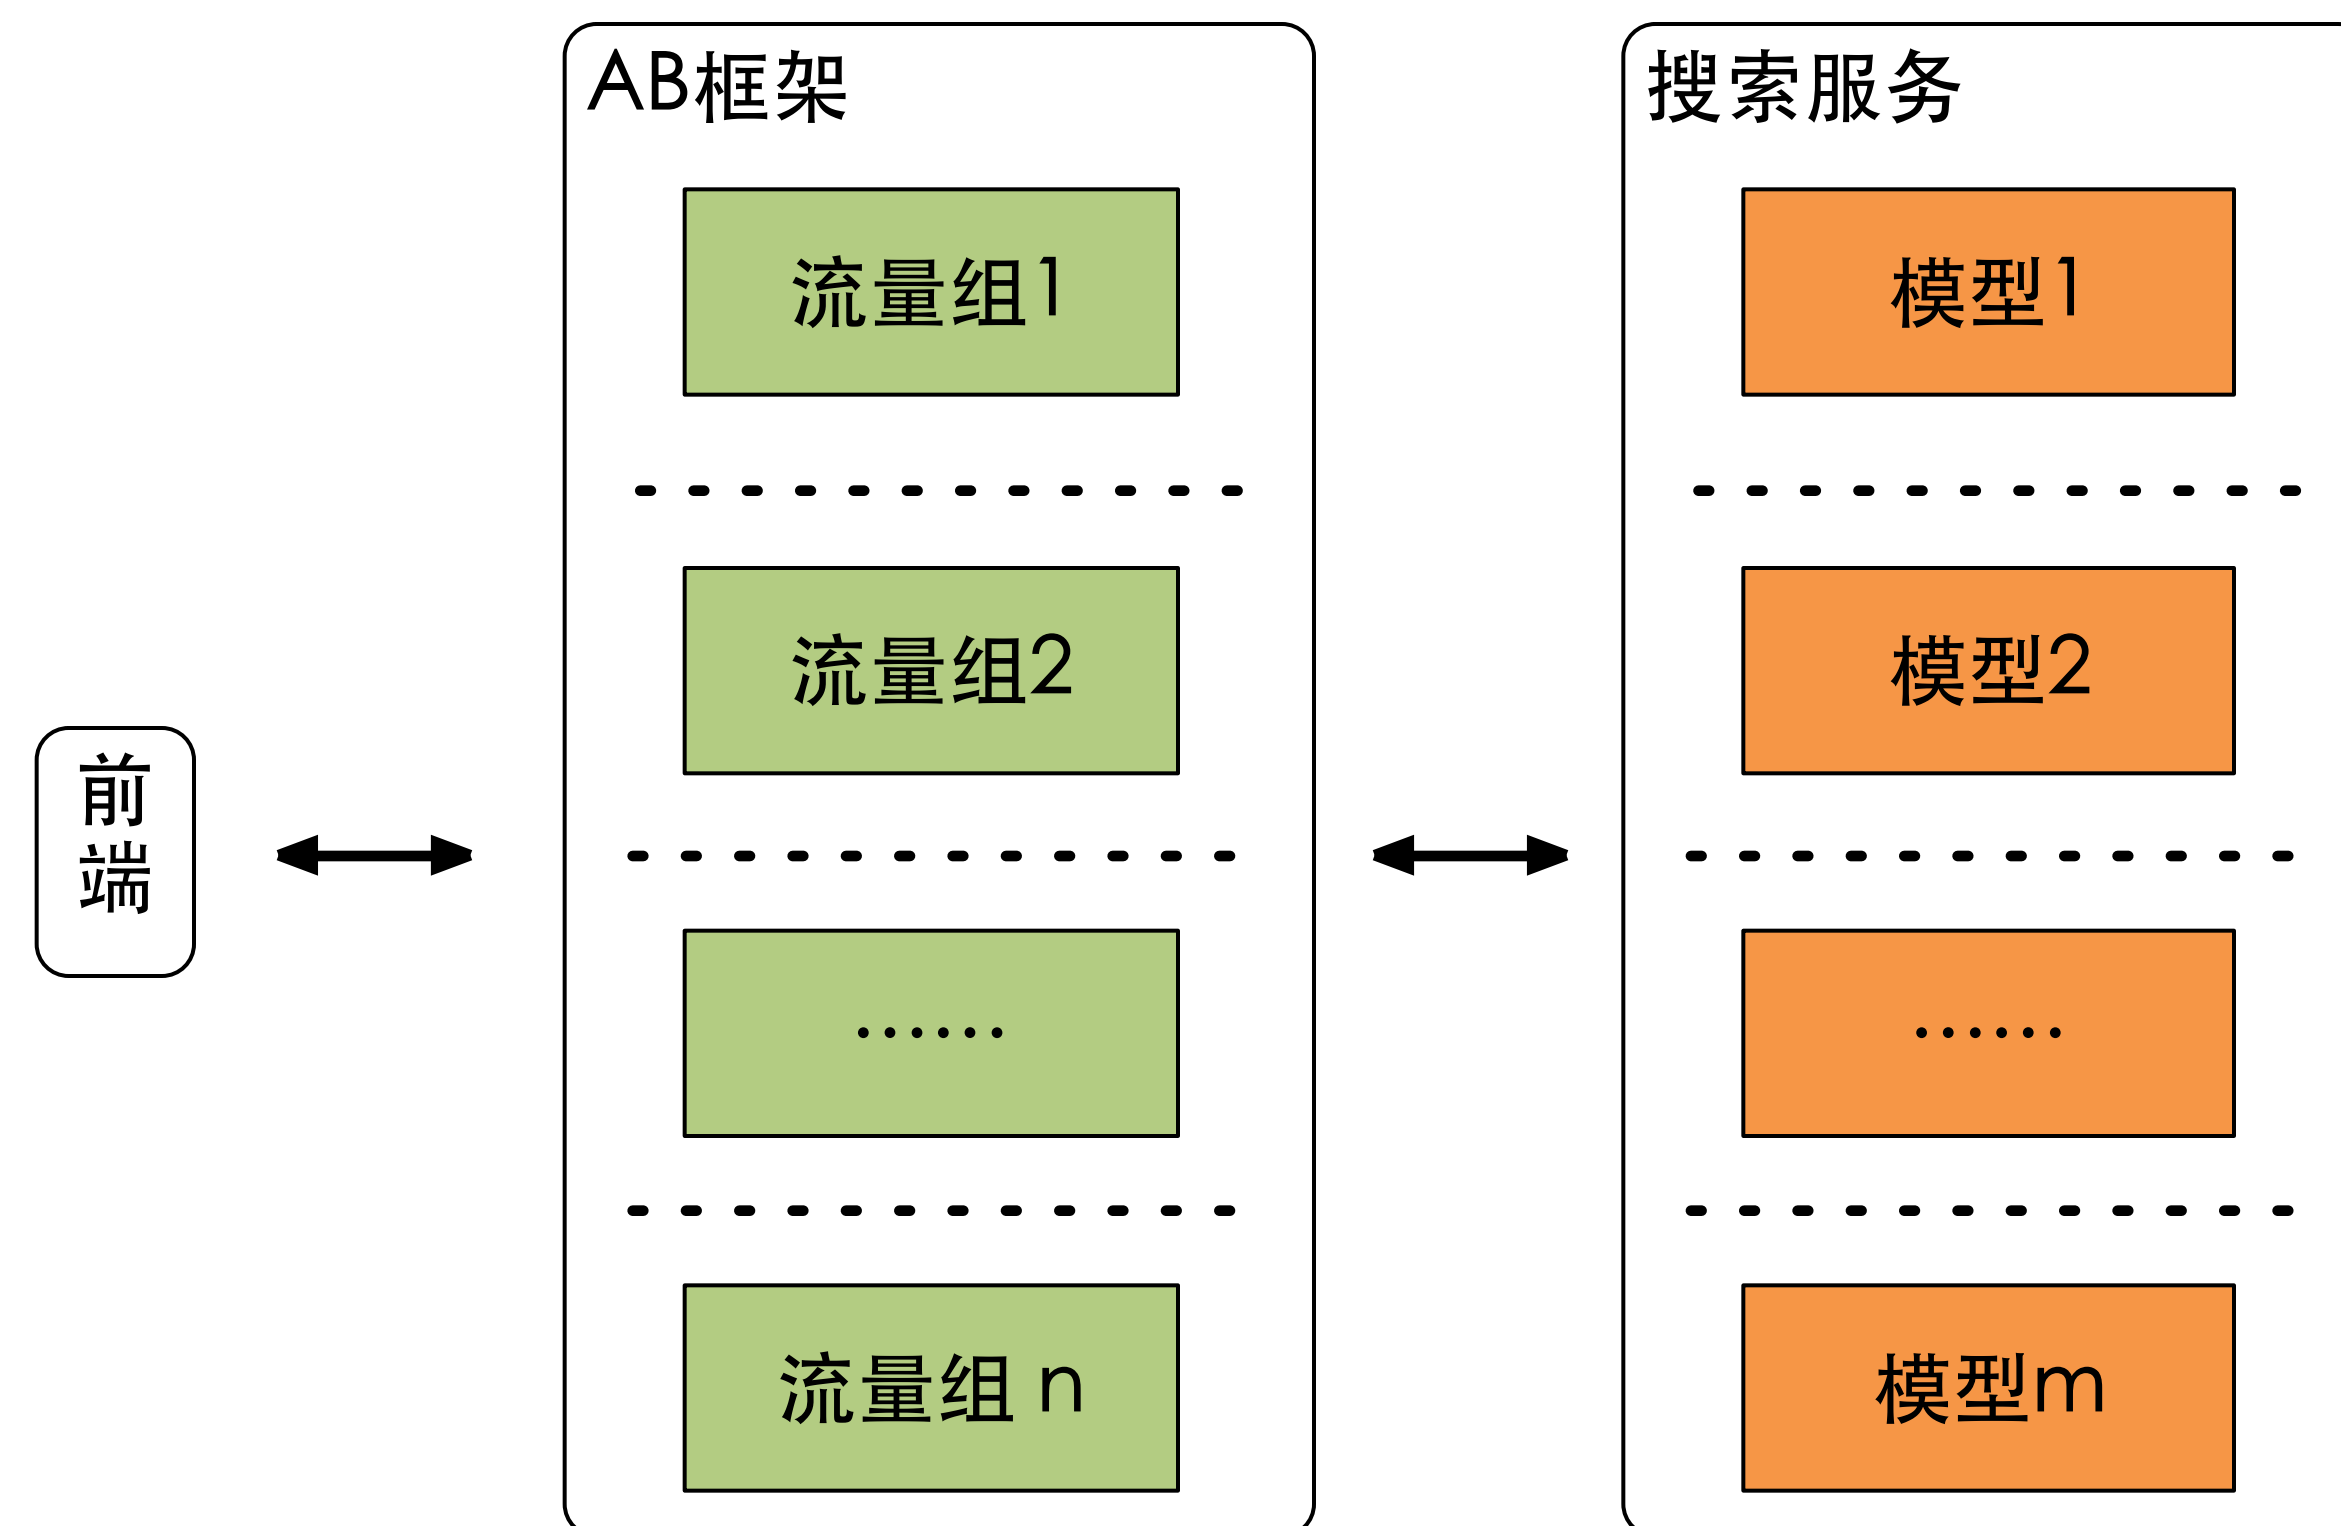 AB框架
搜索服务
流量组1
模型1
流量组2
模型2
前
端
......
......
流量组 n
模型m